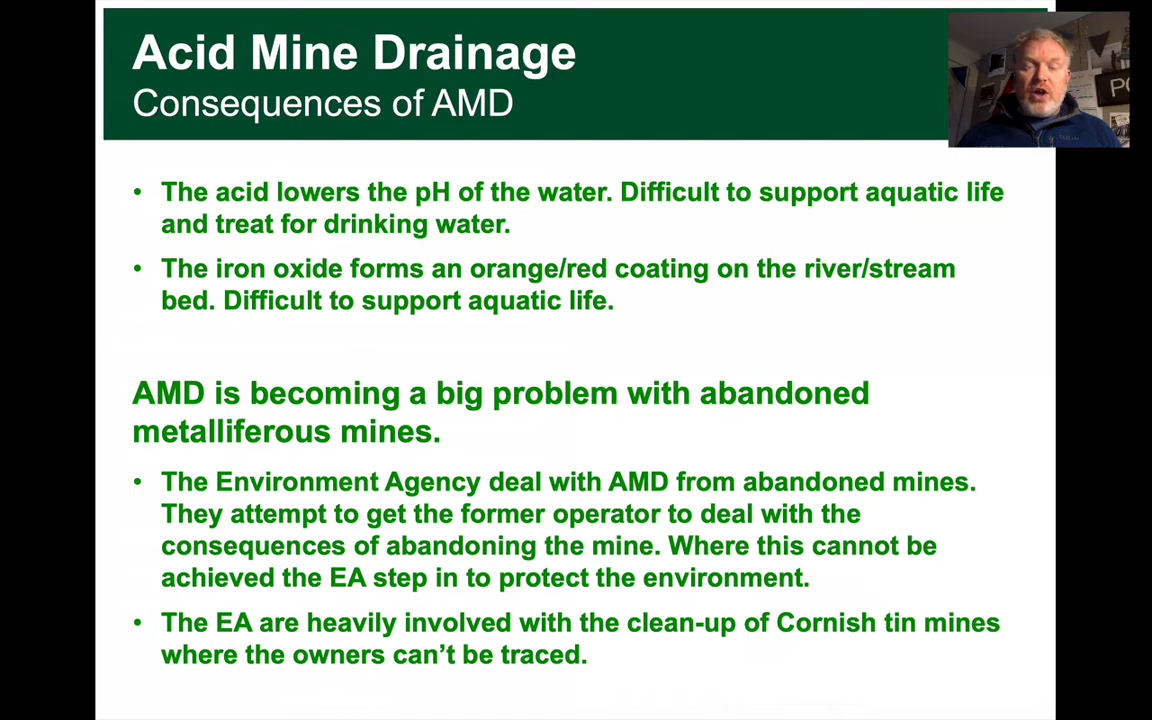 Acid Mine Drainage
Consequences of AMD
• The acid lowers the pH of the water. Difficult to support aquatic life
and treat for drinking water.
• The iron oxide forms an orange/red coating on the river/stream
bed. Difficult to support aquatic life.
AMD is becoming a big problem with abandoned
metalliferous mines.
• The Environment Agency deal with AMD from abandoned mines.
They attempt to get the former operator to deal with the
consequences of abandoning the mine. Where this cannot be
achieved the EA step in to protect the environment.
• The EA are heavily involved with the clean-up of Cornish tin mines
where the owners can’t be traced.